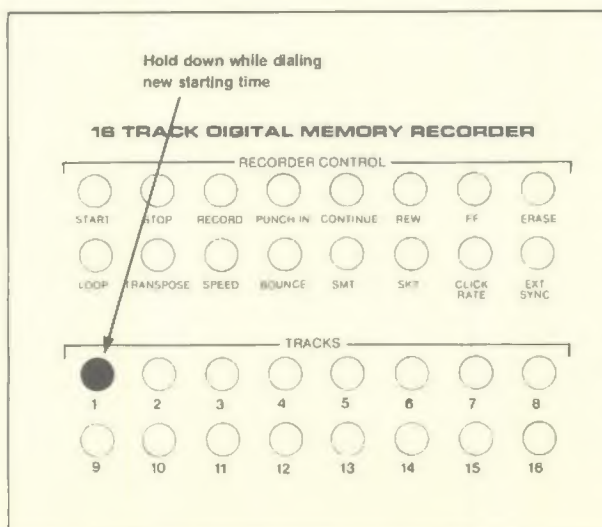 Hold down while dialing
new starting time
16 TRACK DIGITAL MEMORY RECORDER
RECORDER CONTROL
START STOP RECORD PUNCH IN CONTINUE REW FF ERASE
LOOP TRANSPOSE SPEED BOUNCE SMT SKT CLICK RATE EXT SYNC
TRACKS
1 2 3 4 5 6 7 8
9 10 11 12 13 14 15 16